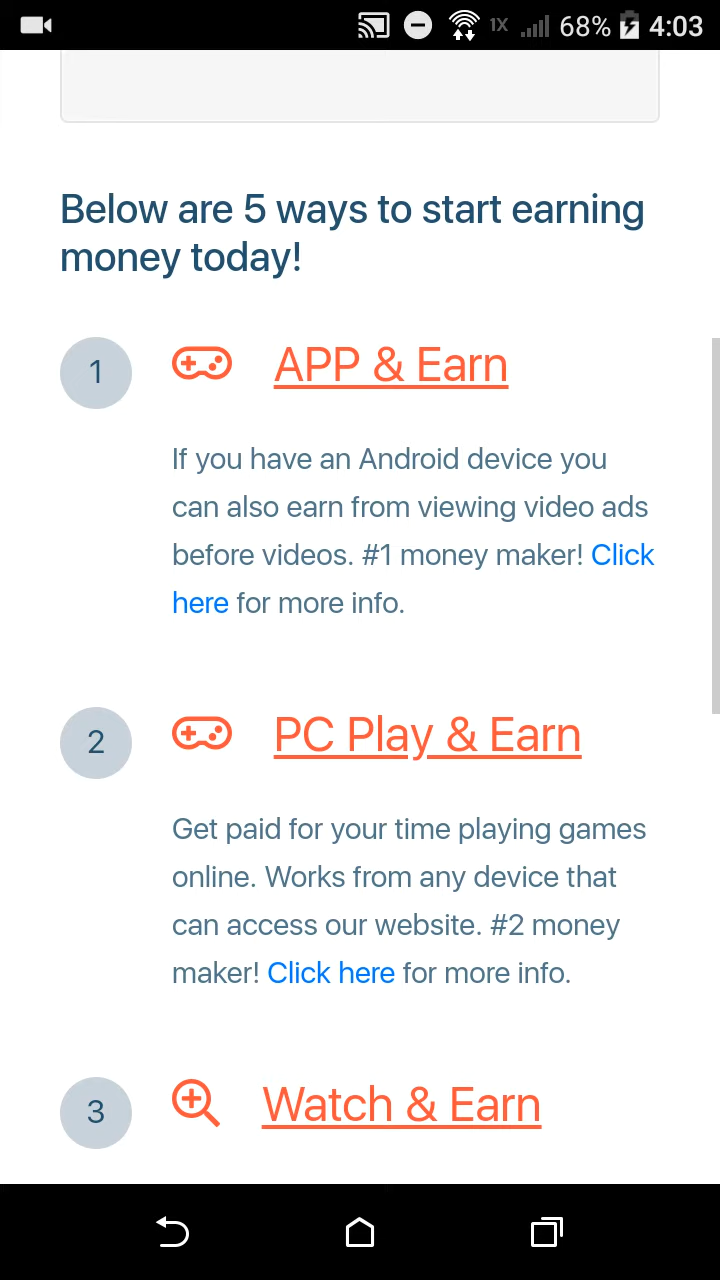 1X 68% 4:03
Below are 5 ways to start earning
money today!
1 APP & Earn
If you have an Android device you
can also earn from viewing video ads
before videos. #1 money maker! Click
here for more info.
2 PC Play & Earn
Get paid for your time playing games
online. Works from any device that
can access our website. #2 money
maker! Click here for more info.
3 Watch & Earn